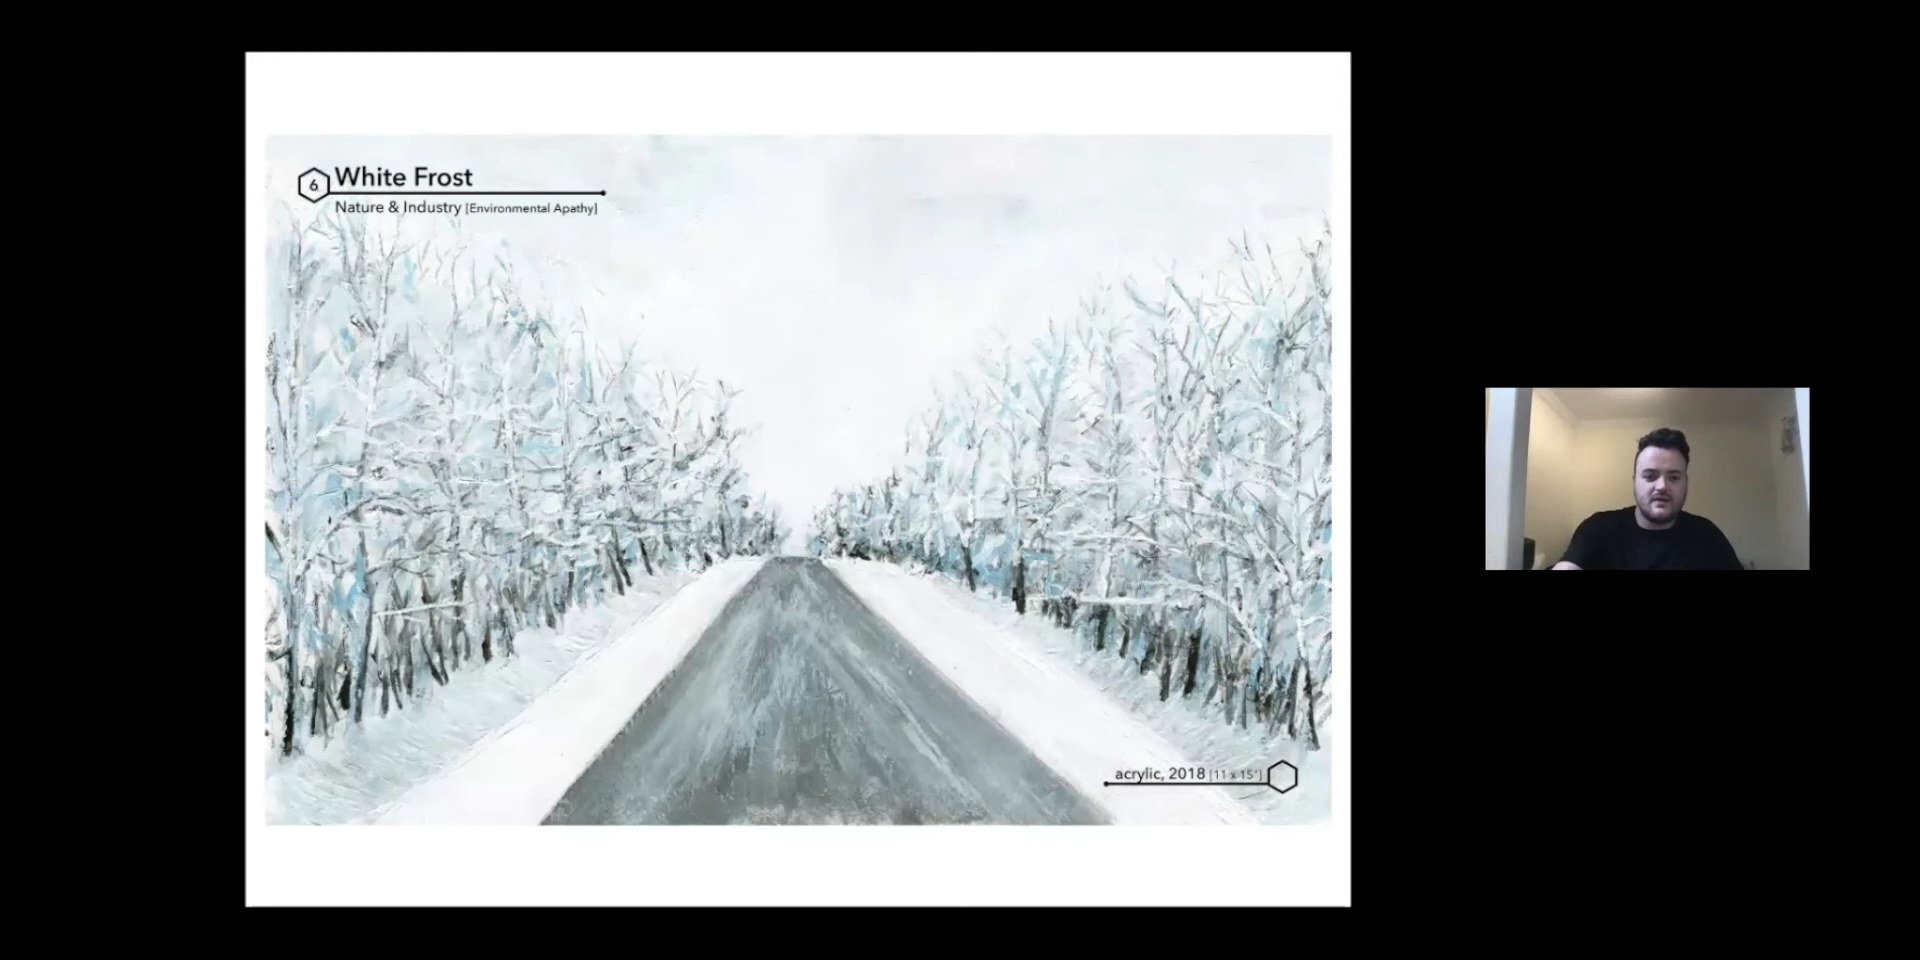 6
White Frost
Nature & Industry [Environmental Apathy]
acrylic, 2018 [11 x 15"]